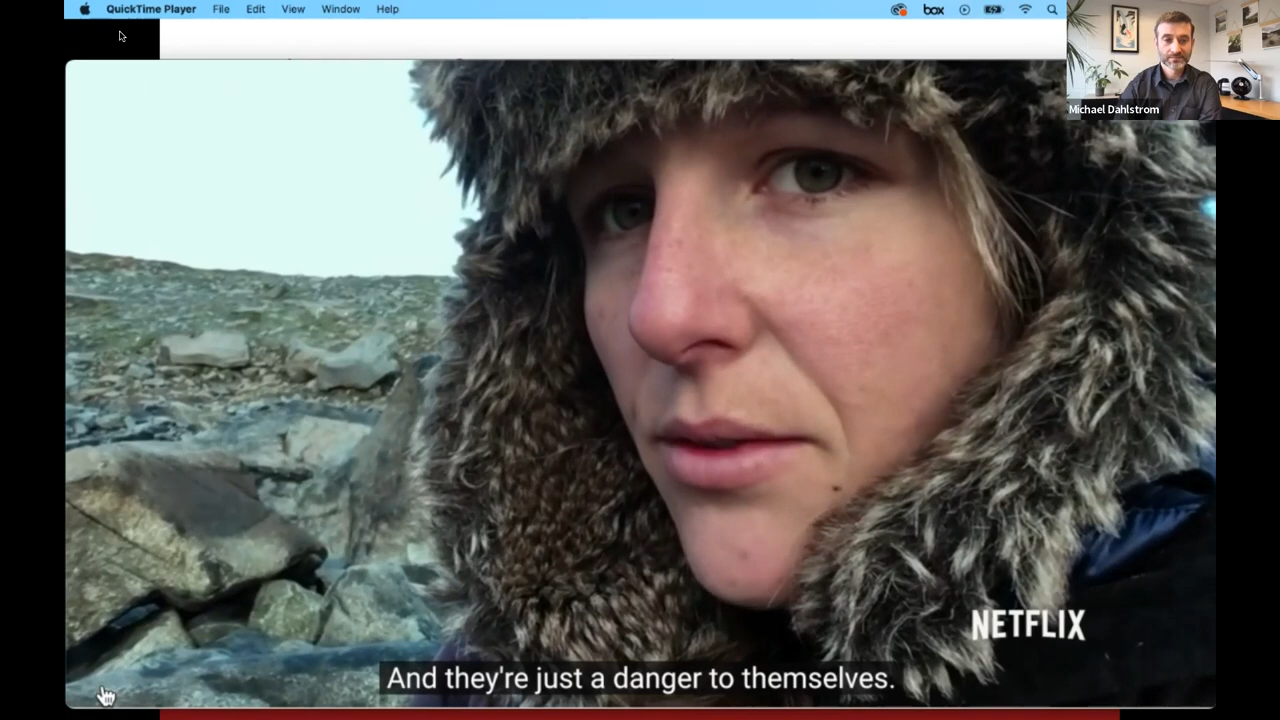 QuickTime Player File Edit View Window Help
box
Michael Dahlstrom
NETFLIX
And they're just a danger to themselves.